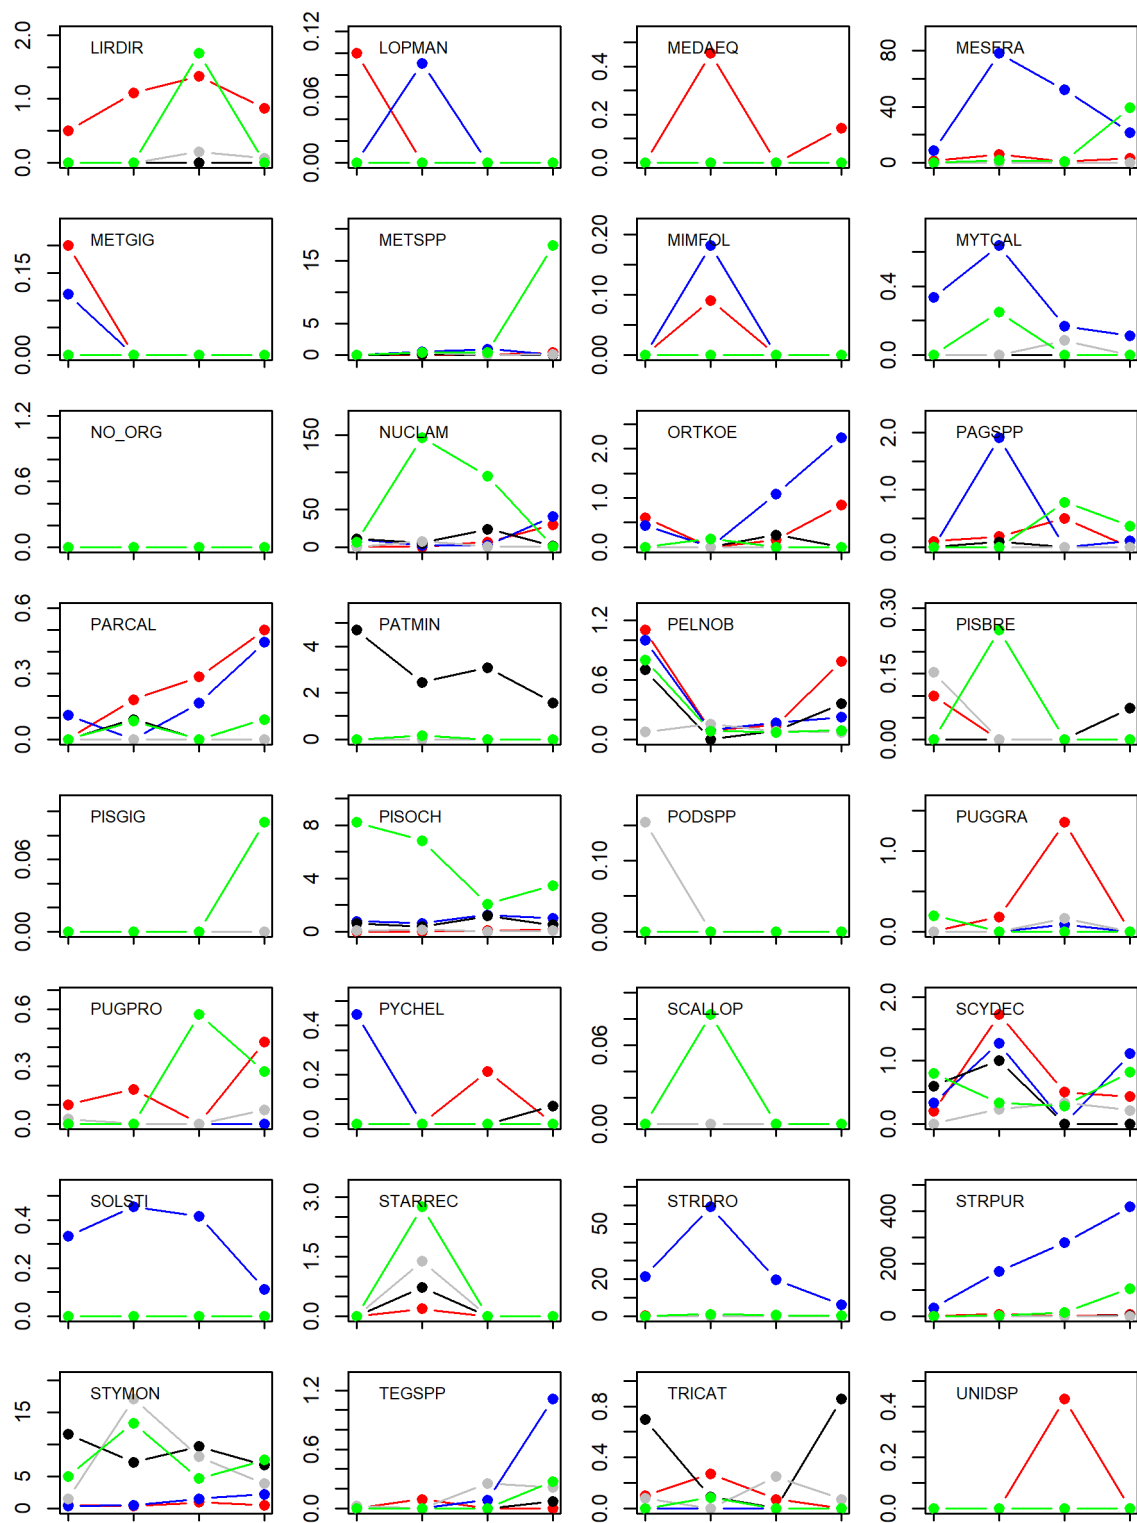 LIRDIR
0.0 1.0 2.0
LOPMAN
0.00 0.06 0.12
MEDAEQ
0.0 0.2 0.4
MESFRA
0 40 80
METGIG
0.00 0.15
METSPP
0 5 15
MIMFOL
0.00 0.10 0.20
MYTCAL
0.0 0.4
NO_ORG
0.0 0.6 1.2
NUCLAM
0 50 150
ORTKOE
0.0 1.0 2.0
PAGSPP
0.0 1.0 2.0
PARCAL
0.0 0.3 0.6
PATMIN
0 2 4
PELNOB
0.0 0.6 1.2
PISBRE
0.00 0.15 0.30
PISGIG
0.00 0.06
PISOCH
0 4 8
PODSPP
0.00 0.10
PUGGRA
0.0 1.0
PUGPRO
0.0 0.3 0.6
PYCHEL
0.0 0.2 0.4
SCALLOP
0.00 0.06
SCYDEC
0.0 1.0 2.0
SOLSTI
0.0 0.2 0.4
STARREC
0.0 1.5 3.0
STRDRO
0 20 50
STRPUR
0 200 400
STYMON
0 5 15
TEGSPP
0.0 0.6 1.2
TRICAT
0.0 0.4 0.8
UNIDSP
0.0 0.2 0.4